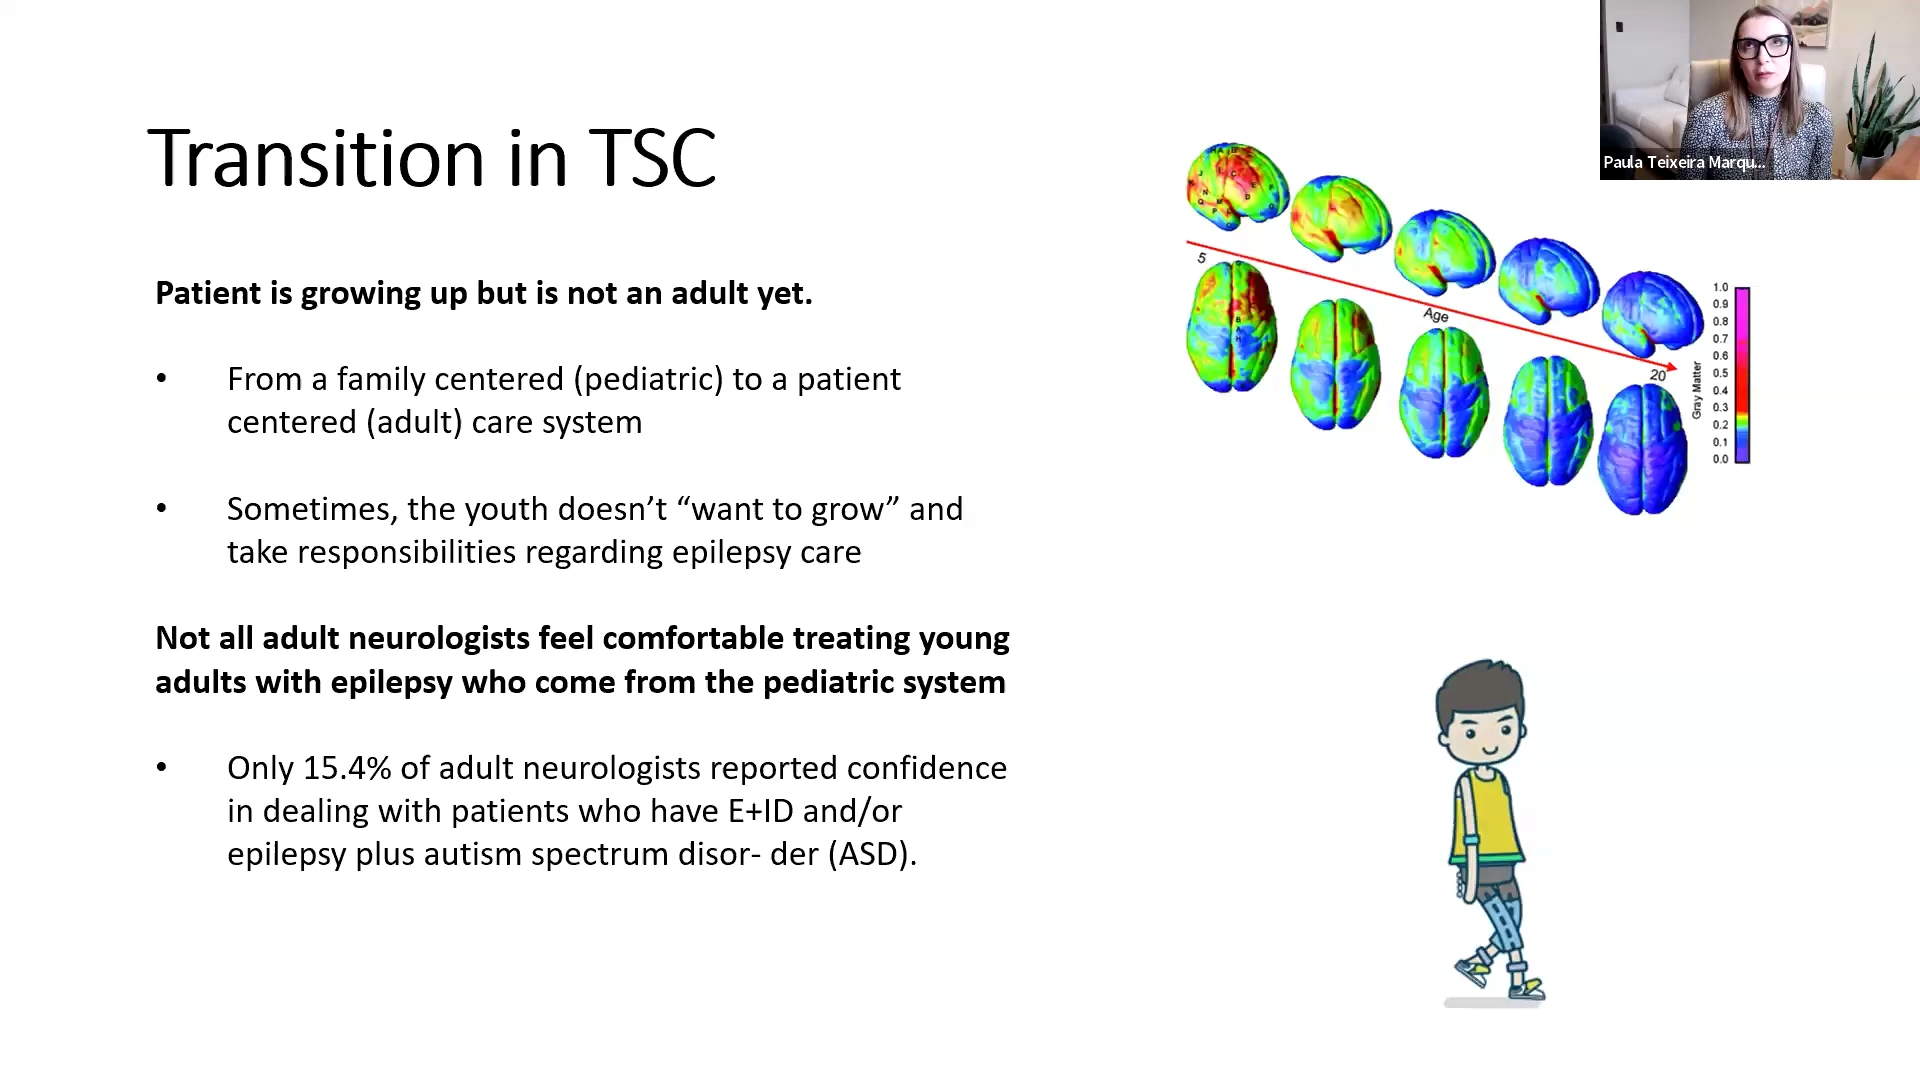 Transition in TSC
Patient is growing up but is not an adult yet.
• From a family centered (pediatric) to a patient
centered (adult) care system
• Sometimes, the youth doesn’t “want to grow” and
take responsibilities regarding epilepsy care
Not all adult neurologists feel comfortable treating young
adults with epilepsy who come from the pediatric system
• Only 15.4% of adult neurologists reported confidence
in dealing with patients who have E+ID and/or
epilepsy plus autism spectrum disor- der (ASD).
Paula Teixeira Marqu...
5
Age
20
Gray Matter
1.0
0.9
0.8
0.7
0.6
0.5
0.4
0.3
0.2
0.1
0.0